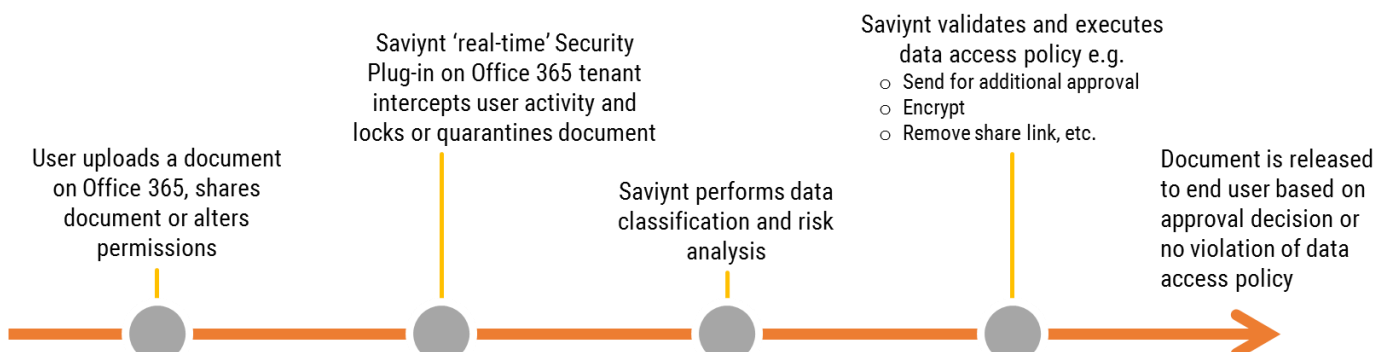 User uploads a document
on Office 365, shares
document or alters
permissions
Saviynt ‘real-time’ Security
Plug-in on Office 365 tenant
intercepts user activity and
locks or quarantines document
Saviynt performs data
classification and risk
analysis
Saviynt validates and executes
data access policy e.g.
○ Send for additional approval
○ Encrypt
○ Remove share link, etc.
Document is released
to end user based on
approval decision or
no violation of data
access policy